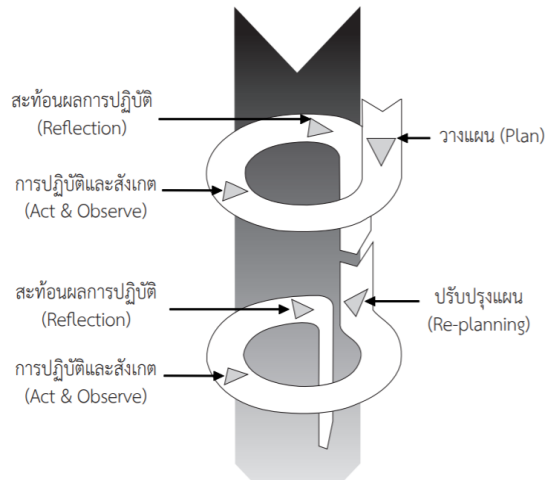 สะท้อนผลการปฏิบัติ
(Reflection)
วางแผน (Plan)
การปฏิบัติและสังเกต
(Act & Observe)
สะท้อนผลการปฏิบัติ
(Reflection)
ปรับปรุงแผน
(Re-planning)
การปฏิบัติและสังเกต
(Act & Observe)